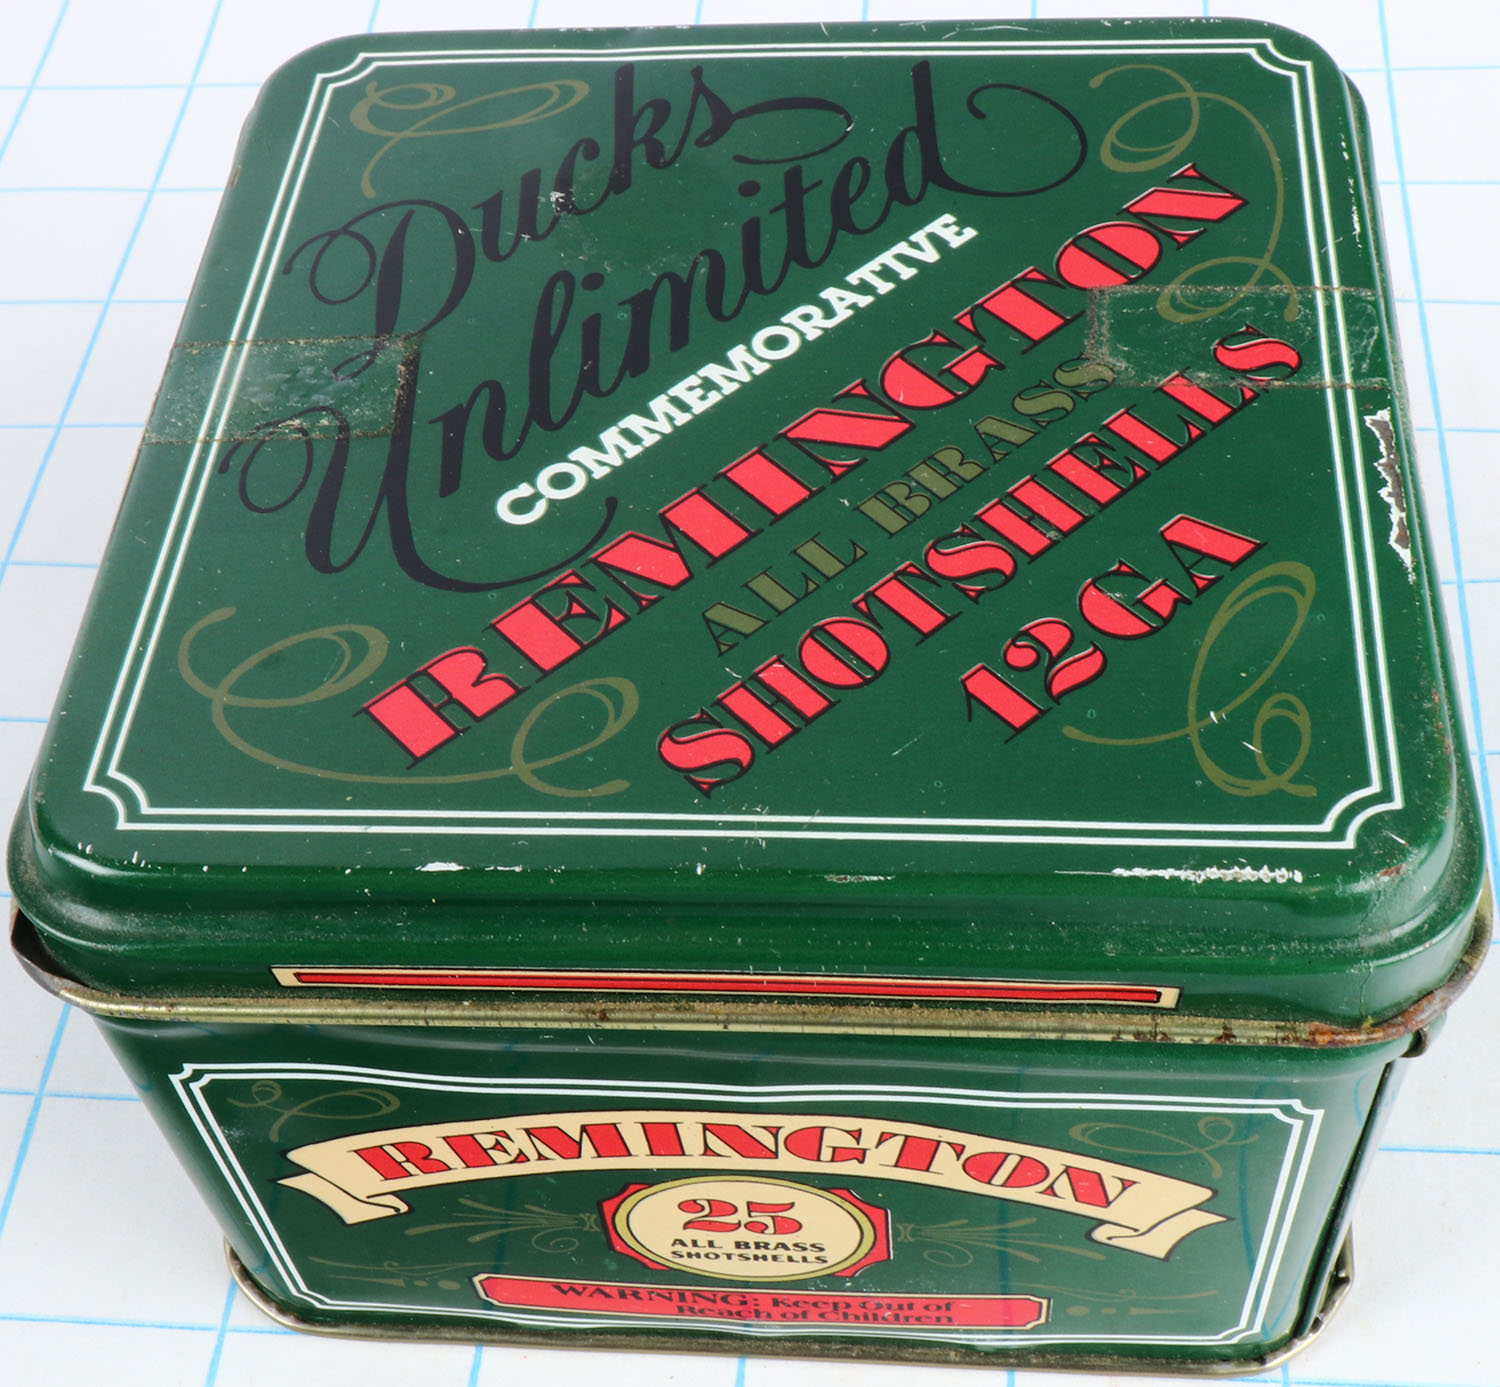 Ducks
Unlimited
COMMEMORATIVE
REMINGTON
ALL BRASS
SHOTSHELLS
12GA
REMINGTON
25
ALL BRASS
SHOTSHELLS
WARNING: Keep Out of
Reach of Children